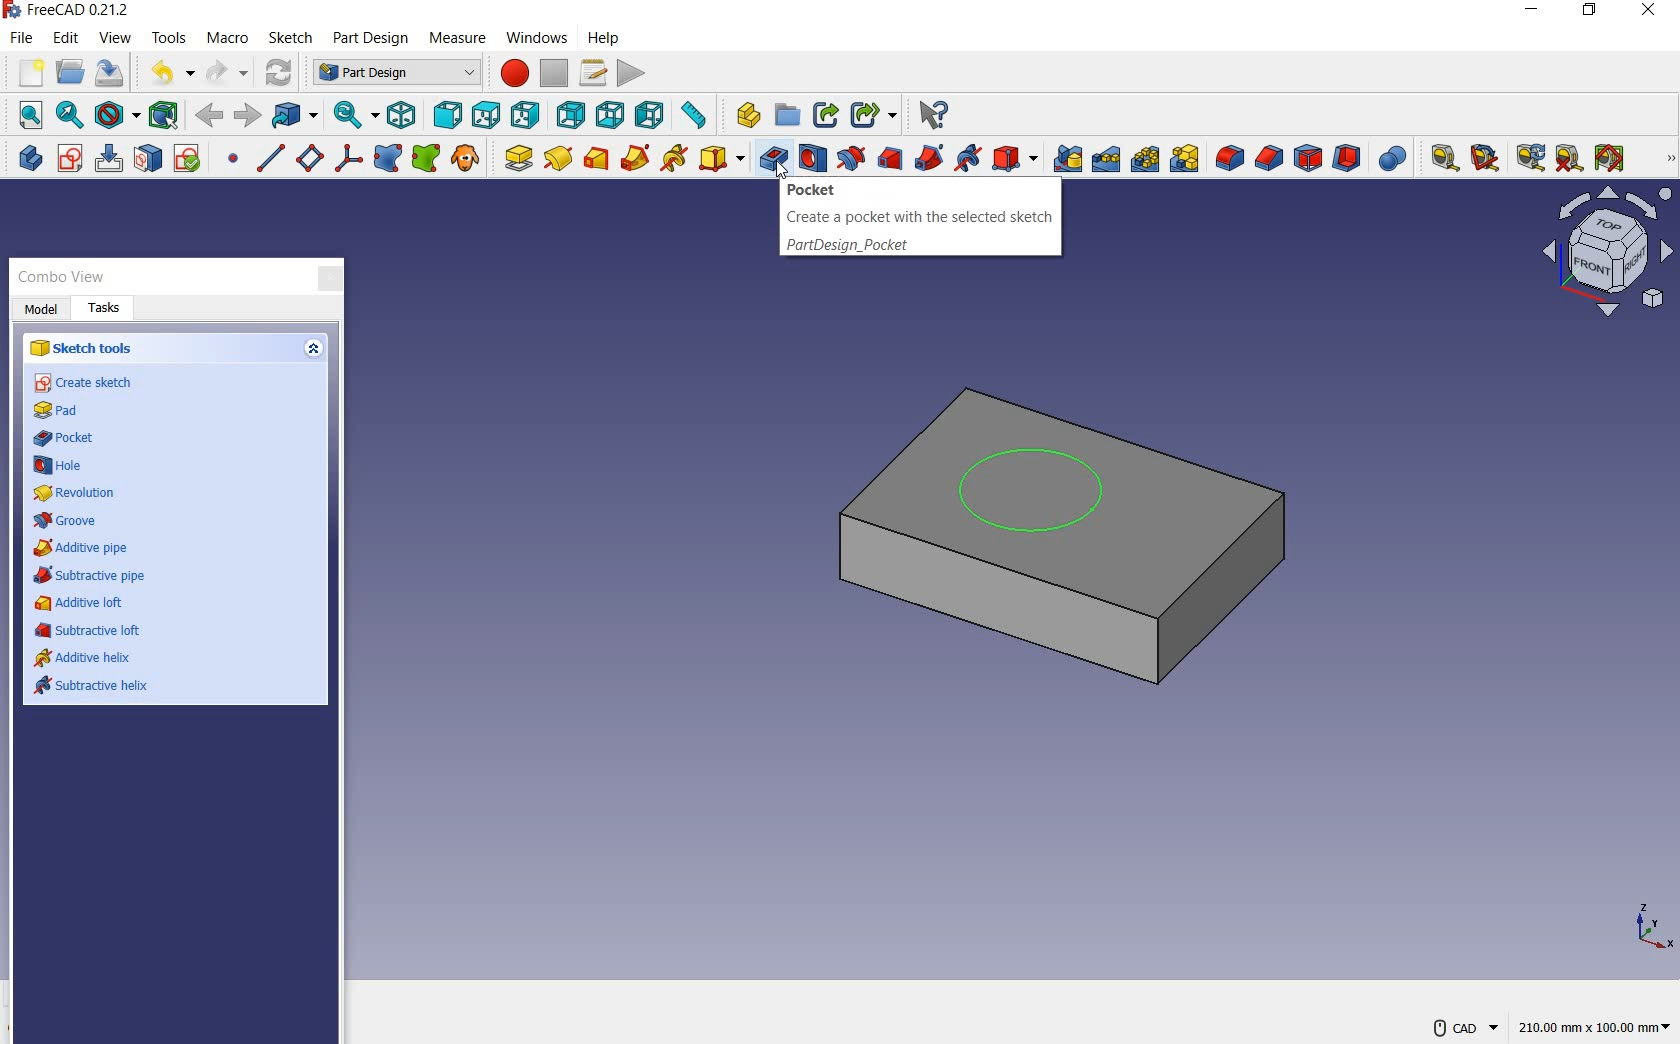 FreeCAD 0.21.2
File Edit View Tools Macro Sketch Part Design Measure Windows Help
Part Design
Pocket
Create a pocket with the selected sketch
PartDesign_Pocket
TOP
FRONT RIGHT
Combo View
Model Tasks
Sketch tools
Create sketch
Pad
Pocket
Hole
Revolution
Groove
Additive pipe
Subtractive pipe
Additive loft
Subtractive loft
Additive helix
Subtractive helix
Z
Y
X
CAD 210.00 mm x 100.00 mm